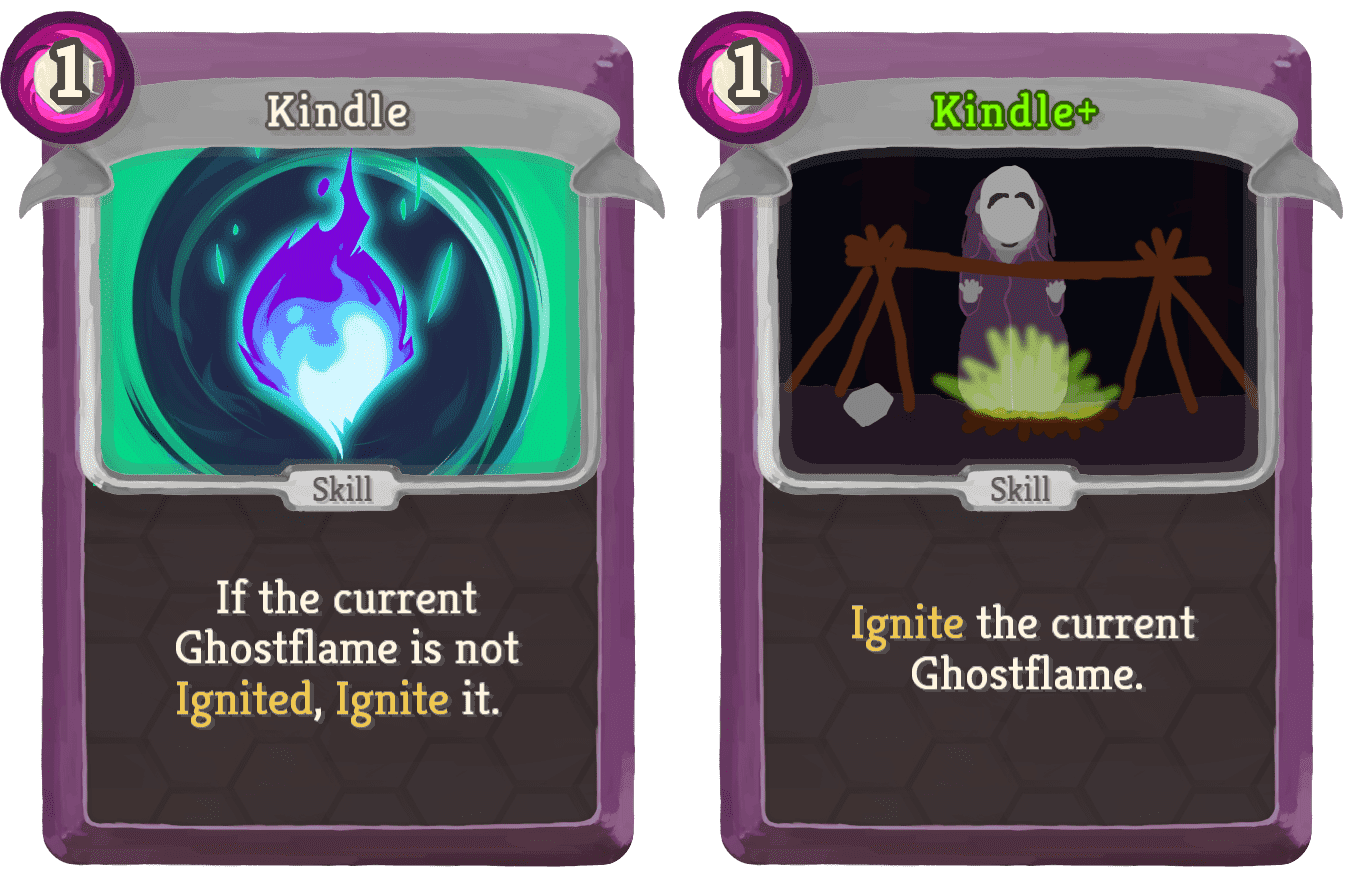 1
Kindle
Skill
If the current
Ghostflame is not
Ignited, Ignite it.
1
Kindle+
Skill
Ignite the current
Ghostflame.